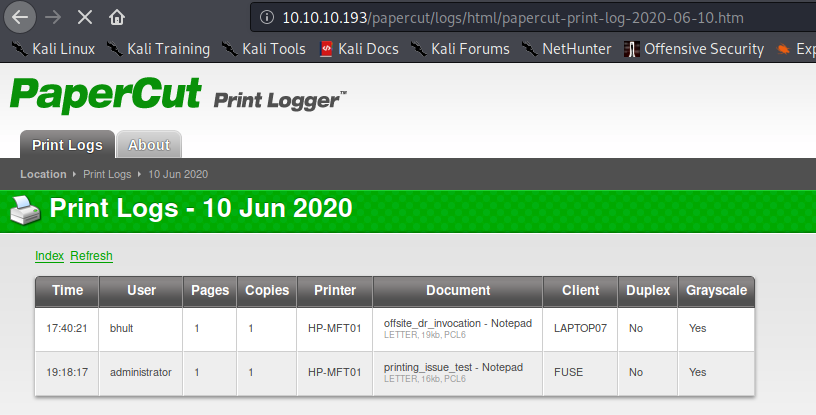 10.10.10.193/papercut/logs/html/papercut-print-log-2020-06-10.htm
Kali Linux Kali Training Kali Tools Kali Docs Kali Forums NetHunter Offensive Security Exp
PaperCut Print Logger™
Print Logs About
Location Print Logs 10 Jun 2020
Print Logs - 10 Jun 2020
Index Refresh
Time User Pages Copies Printer Document Client Duplex Grayscale
17:40:21 bhult 1 1 HP-MFT01 offsite_dr_invocation - Notepad LAPTOP07 No Yes
LETTER, 19kb, PCL6
19:18:17 administrator 1 1 HP-MFT01 printing_issue_test - Notepad FUSE No Yes
LETTER, 16kb, PCL6